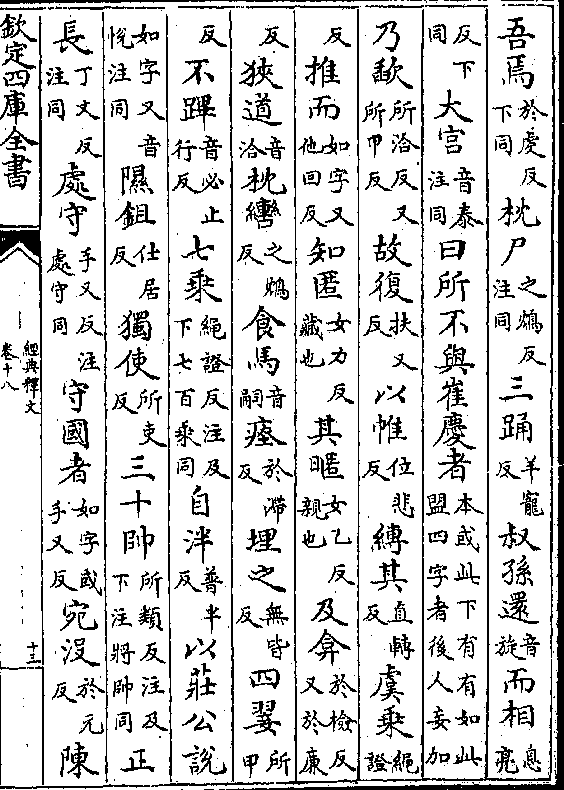 吾焉於虔反下同枕尸之鴆反注同三踊羊寵反叔孫還音旋而相息亮
反下同大宮音泰注同曰所不與崔慶者本或此下有有如此盟四字者後人妄加
乃歃所洽反又所甲反故復扶又反以帷位悲反縛其直轉反虞乘繩證
反推而如字又他回反知匿女力反藏也其暱女乙反親也及弇於檢反又於廉
反狹道音洽枕轡之鴆反食馬音嗣瘞於滯反埋之無皆反四翣所甲
反不蹕音必止行反七乘繩證反注及下七百乘同自泮普半反以莊公說
如字又音悅注同隰鉏仕居反獨使所吏反三十帥所類反注及下注將帥同正
長丁丈反注同處守手又反注處守同守國者如字或手又反宛没於元反陳
欽定四庫全書
經典釋文
卷十八
十三